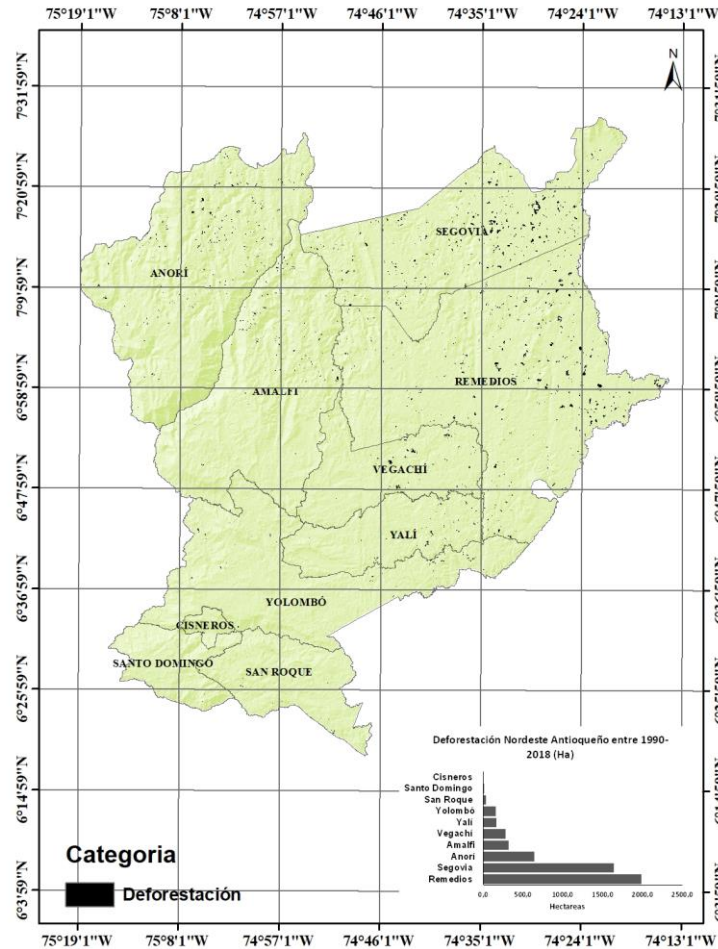 75°19'1"W 75°8'1"W 74°57'1"W 74°46'1"W 74°35'1"W 74°24'1"W 74°13'1"W
N
7°31'59"N
7°20'59"N
SEGOVIA
ANORÍ
7°9'59"N
6°58'59"N
REMEDIOS
AMALFI
VEGACHÍ
6°47'59"N
YALÍ
6°36'59"N
YOLOMBÓ
CISNEROS
SANTO DOMINGO
SAN ROQUE
6°25'59"N
Deforestación Nordeste Antioqueño entre 1990-
2018 (Ha)
6°14'59"N
Cisneros
Santo Domingo
San Roque
Yolombó
Yalí
Vegachí
Amalfi
Anorí
Segovia
Remedios
0,0 500,0 1000,0 1500,0 2000,0 2500,0
Hectareas
Categoria
Deforestación
6°3'59"N
75°19'1"W 75°8'1"W 74°57'1"W 74°46'1"W 74°35'1"W 74°24'1"W 74°13'1"W